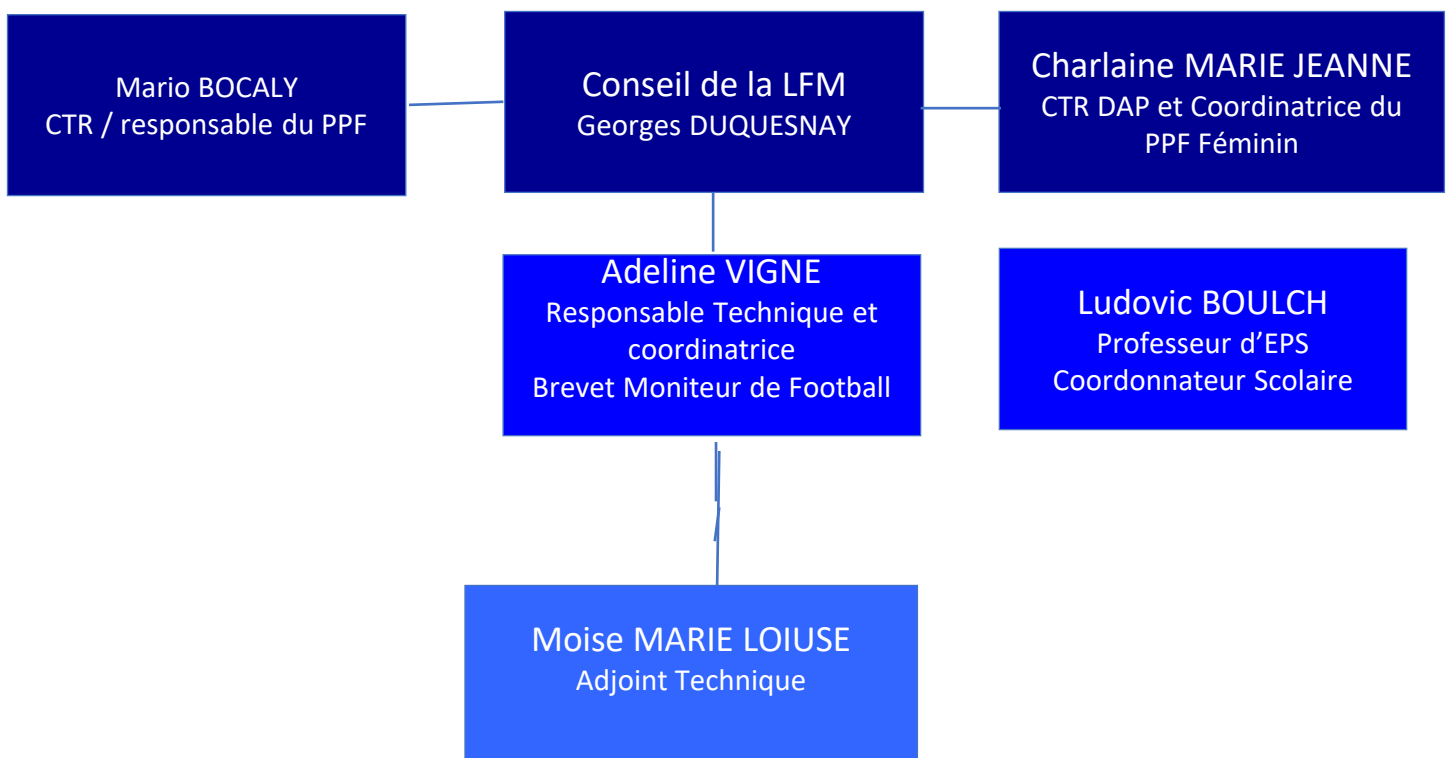 Mario BOCALY
CTR / responsable du PPF
Conseil de la LFM
Georges DUQUESNAY
Charlaine MARIE JEANNE
CTR DAP et Coordinatrice du
PPF Féminin
Adeline VIGNE
Responsable Technique et
coordinatrice
Brevet Moniteur de Football
Ludovic BOULCH
Professeur d’EPS
Coordonnateur Scolaire
Moise MARIE LOIUSE
Adjoint Technique